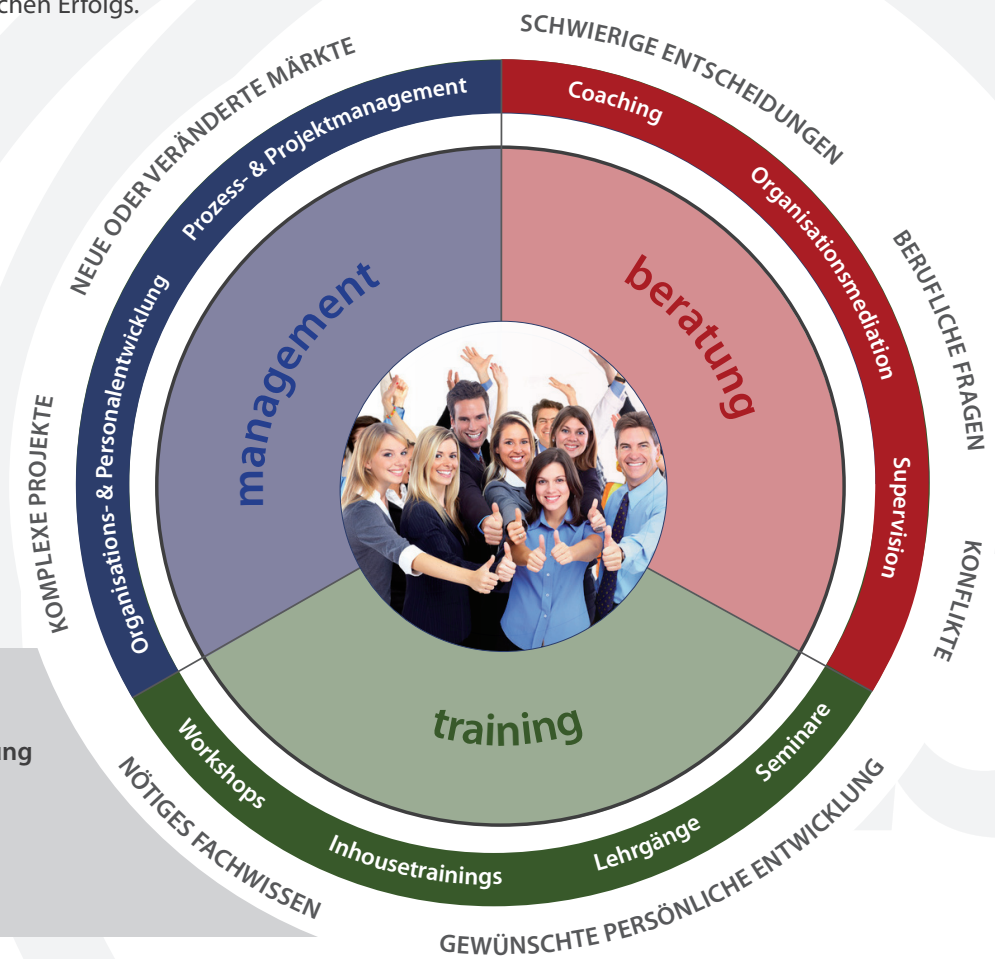 chen Erfolgs.
NEUE ODER VERÄNDERTE MÄRKTE
SCHWIERIGE ENTSCHEIDUNGEN
BERUFLICHE FRAGEN
KONFLIKTE
GEWÜNSCHTE PERSÖNLICHE ENTWICKLUNG
NÖTIGES FACHWISSEN
KOMPLEXE PROJEKTE
Prozess- & Projektmanagement
Coaching
Organisationsmediation
Supervision
Seminare
Lehrgänge
Inhousetrainings
Workshops
Organisations- & Personalentwicklung
management
beratung
training
ung